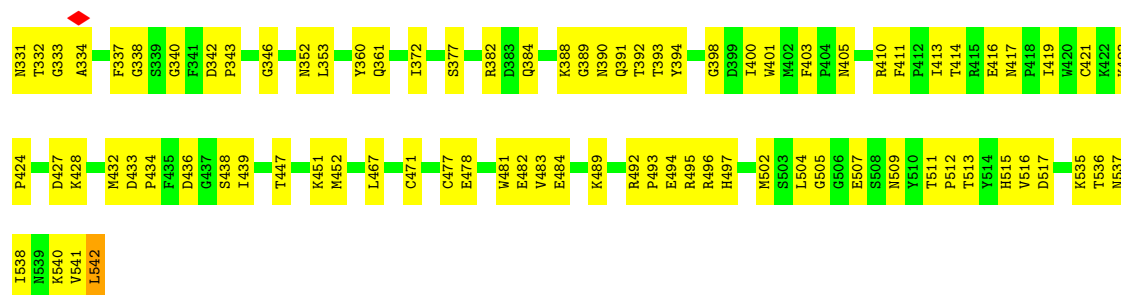 N331 T332 G333 A334 F337 G338 S339 G340 F341 D342 P343 G346 N352 L353 Y360 Q361 I372 S377 R382 D383 Q384 K388 G389 N390 Q391 T392 T393 Y394 G398 D399 I400 W401 M402 F403 P404 N405 R410 F411 P412 I413 T414 R415 E416 N417 P418 I419 W420 C421 K422
P424 D427 K428 M432 D433 P434 F435 D436 G437 S438 I439 T447 K451 M452 L467 C471 C477 E478 W481 E482 V483 E484 K489 R492 P493 E494 R495 R496 H497 M502 S503 L504 G505 G506 E507 S508 N509 Y510 T511 P512 T513 Y514 H515 V516 D517 K535 T536 N537
I538 N539 K540 V541 L542